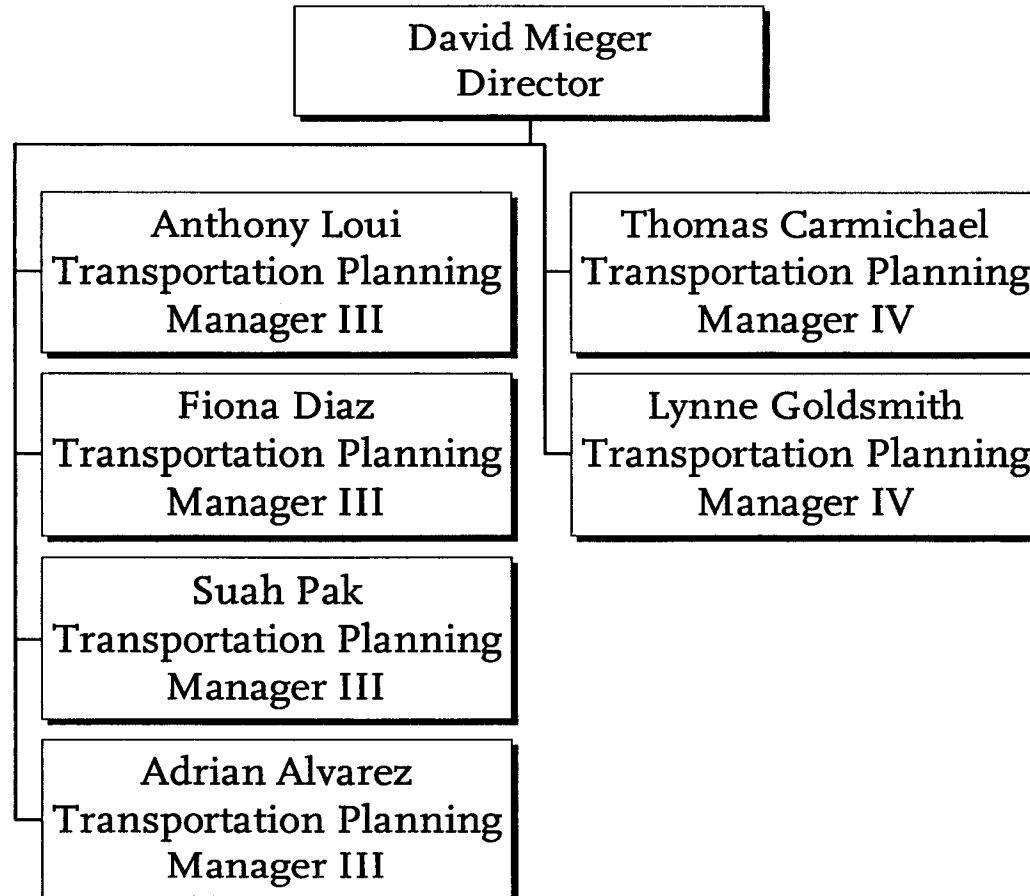 David Mieger
Director
Anthony Loui
Transportation Planning
Manager III
Fiona Diaz
Transportation Planning
Manager III
Suah Pak
Transportation Planning
Manager III
Adrian Alvarez
Transportation Planning
Manager III
Thomas Carmichael
Transportation Planning
Manager IV
Lynne Goldsmith
Transportation Planning
Manager IV